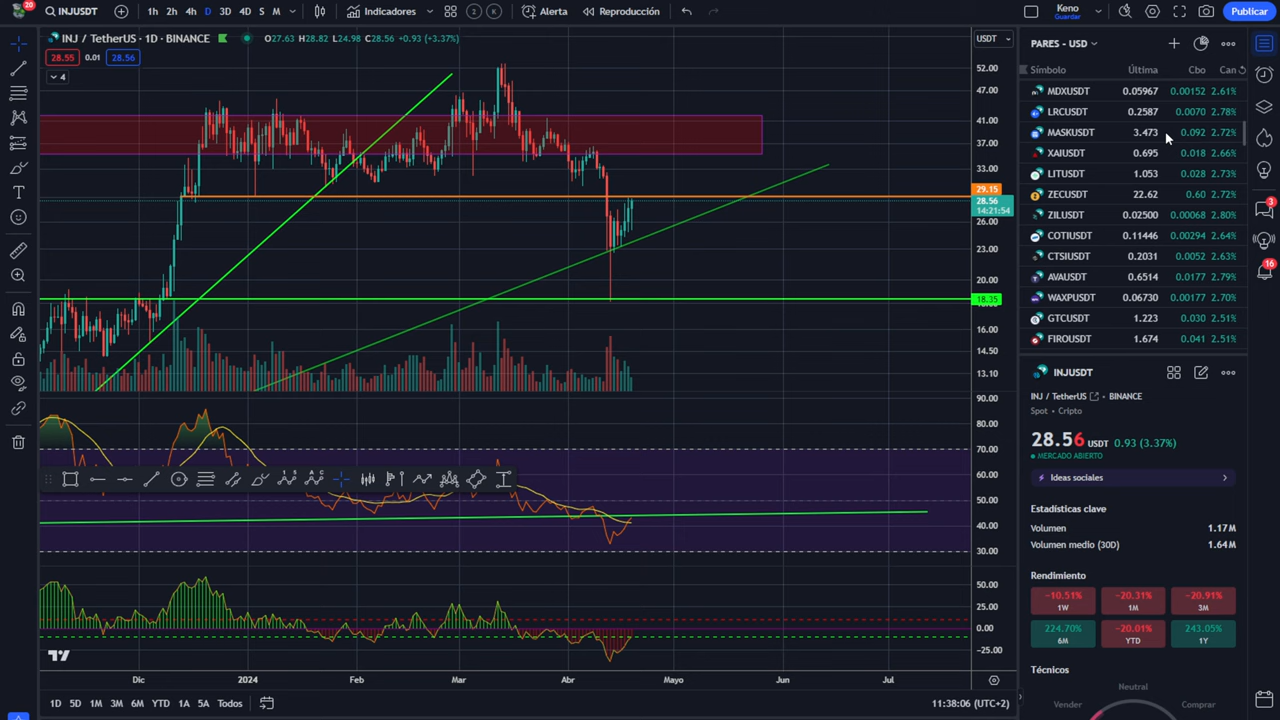 20 INJUSDT 1h 2h 4h D 3D 4D S M Indicadores 2 K Alerta Reproducción Keno Guardar Publicar
INJ / TetherUS · 1D · BINANCE O27.63 H28.82 L24.98 C28.56 +0.93 (+3.37%) USDT
28.55 0.01 28.56
4
52.00
47.00
41.00
37.00
33.00
29.15
28.56
14:21:54
26.00
23.00
20.00
18.35
16.00
14.50
13.10
90.00
80.00
70.00
60.00
50.00
40.00
30.00
50.00
25.00
0.00
−25.00
Dic 2024 Feb Mar Abr Mayo Jun Jul
1D 5D 1M 3M 6M YTD 1A 5A Todos 11:38:06 (UTC+2)
PARES - USD
Símbolo Última Cbo Can
MDXUSDT 0.05967 0.00152 2.61%
LRCUSDT 0.2587 0.0070 2.78%
MASKUSDT 3.473 0.092 2.72%
XAIUSDT 0.695 0.018 2.66%
LITUSDT 1.053 0.028 2.73%
ZECUSDT 22.62 0.60 2.72%
ZILUSDT 0.02500 0.00068 2.80%
COTIUSDT 0.11446 0.00294 2.64%
CTSIUSDT 0.2031 0.0052 2.63%
AVAUSDT 0.6514 0.0177 2.79%
WAXPUSDT 0.06730 0.00177 2.70%
GTCUSDT 1.223 0.030 2.51%
FIROUSDT 1.674 0.041 2.51%
INJUSDT
INJ / TetherUS · BINANCE
Spot · Cripto
28.56 USDT 0.93 (3.37%)
MERCADO ABIERTO
Ideas sociales
Estadísticas clave
Volumen 1.17M
Volumen medio (30D) 1.64M
Rendimiento
−10.51% −20.31% −20.91%
1W 1M 3M
224.70% −20.01% 243.05%
6M YTD 1Y
Técnicos
Neutral
Vender Comprar
3
16